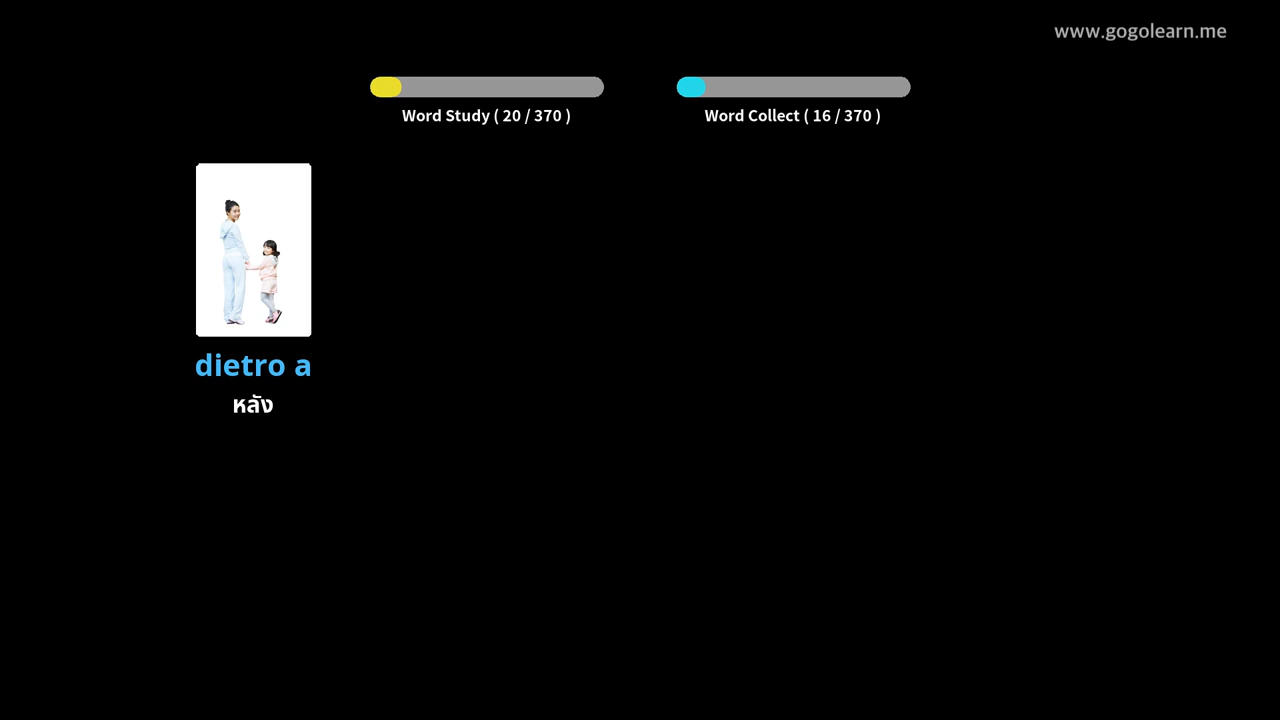 www.gogolearn.me
Word Study ( 20 / 370 )
Word Collect ( 16 / 370 )
dietro a
หลัง